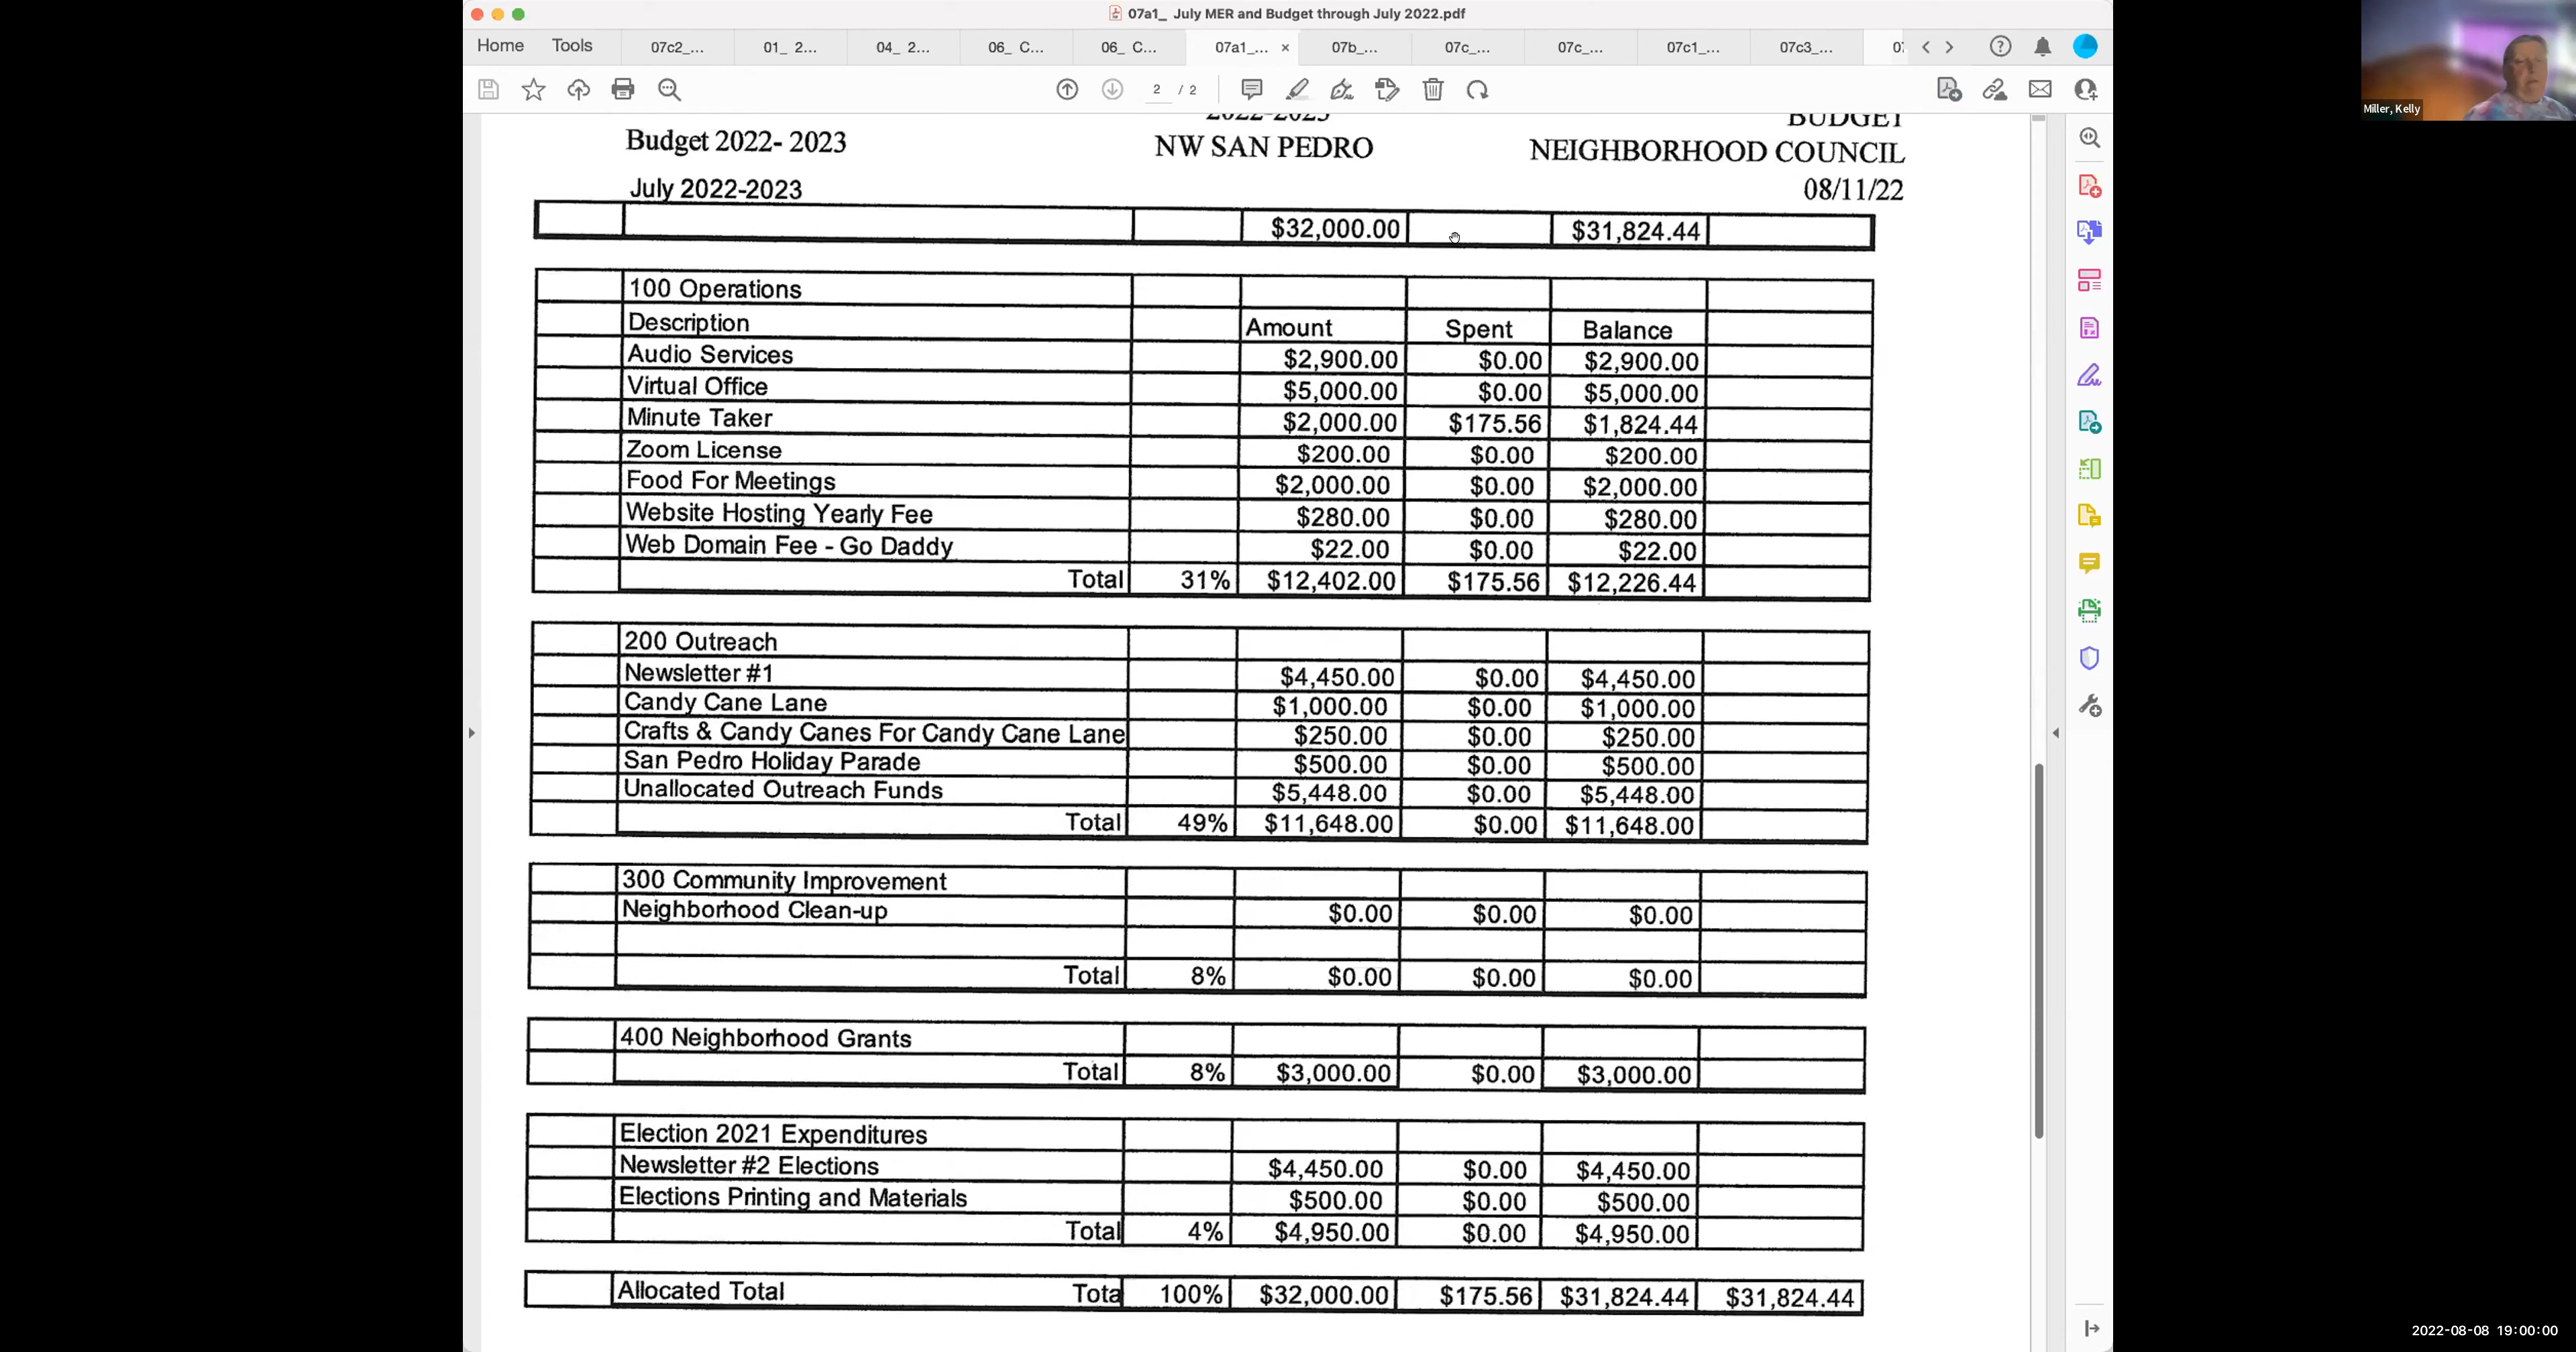 07a1_ July MER and Budget through July 2022.pdf
Home Tools 07c2_... 01_ 2... 04_ 2... 06_ C... 06_ C... 07a1_... × 07b_... 07c_... 07c_... 07c1_... 07c3_...
2 / 2
Miller, Kelly
2022-2023 BUDGET
Budget 2022- 2023 NW SAN PEDRO NEIGHBORHOOD COUNCIL
July 2022-2023 08/11/22
$32,000.00 $31,824.44
100 Operations
Description Amount Spent Balance
Audio Services $2,900.00 $0.00 $2,900.00
Virtual Office $5,000.00 $0.00 $5,000.00
Minute Taker $2,000.00 $175.56 $1,824.44
Zoom License $200.00 $0.00 $200.00
Food For Meetings $2,000.00 $0.00 $2,000.00
Website Hosting Yearly Fee $280.00 $0.00 $280.00
Web Domain Fee - Go Daddy $22.00 $0.00 $22.00
Total 31% $12,402.00 $175.56 $12,226.44
200 Outreach
Newsletter #1 $4,450.00 $0.00 $4,450.00
Candy Cane Lane $1,000.00 $0.00 $1,000.00
Crafts & Candy Canes For Candy Cane Lane $250.00 $0.00 $250.00
San Pedro Holiday Parade $500.00 $0.00 $500.00
Unallocated Outreach Funds $5,448.00 $0.00 $5,448.00
Total 49% $11,648.00 $0.00 $11,648.00
300 Community Improvement
Neighborhood Clean-up $0.00 $0.00 $0.00
Total 8% $0.00 $0.00 $0.00
400 Neighborhood Grants
Total 8% $3,000.00 $0.00 $3,000.00
Election 2021 Expenditures
Newsletter #2 Elections $4,450.00 $0.00 $4,450.00
Elections Printing and Materials $500.00 $0.00 $500.00
Total 4% $4,950.00 $0.00 $4,950.00
Allocated Total Tota 100% $32,000.00 $175.56 $31,824.44 $31,824.44
2022-08-08 19:00:00